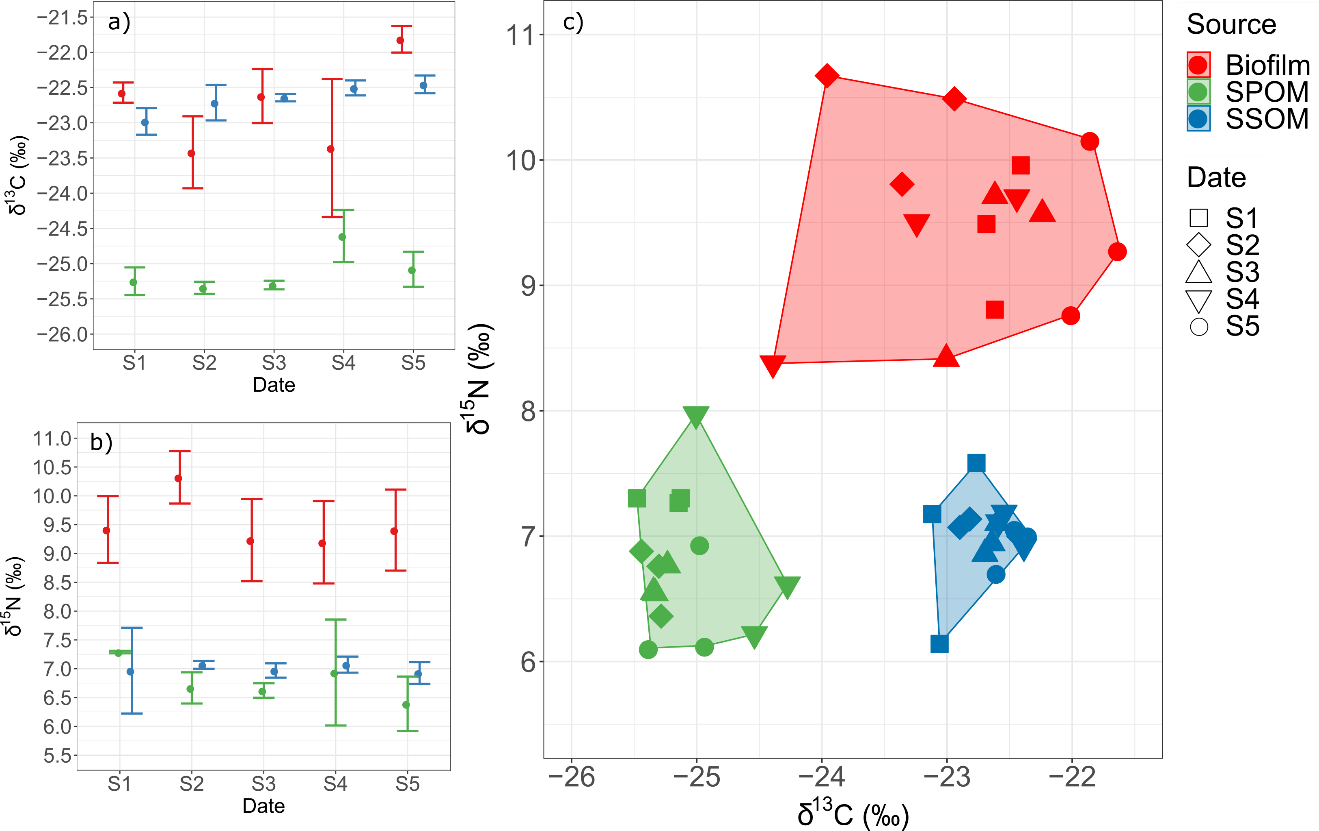 a)
−21.5
−22.0
−22.5
−23.0
−23.5
−24.0
−24.5
−25.0
−25.5
−26.0
δ¹³C (‰)
S1 S2 S3 S4 S5
Date
b)
11.0
10.5
10.0
9.5
9.0
8.5
8.0
7.5
7.0
6.5
6.0
5.5
δ¹⁵N (‰)
S1 S2 S3 S4 S5
Date
c)
11
10
9
8
7
6
δ¹⁵N (‰)
−26 −25 −24 −23 −22
δ¹³C (‰)
Source
Biofilm
SPOM
SSOM
Date
S1
S2
S3
S4
S5